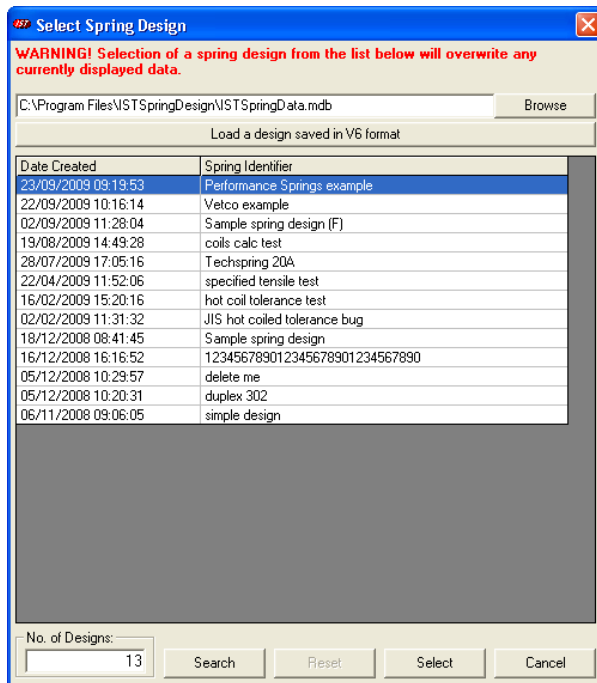 IST Select Spring Design
WARNING! Selection of a spring design from the list below will overwrite any
currently displayed data.
C:\Program Files\ISTSpringDesign\ISTSpringData.mdb Browse
Load a design saved in V6 format
Date Created Spring Identifier
23/09/2009 09:19:53 Performance Springs example
22/09/2009 10:16:14 Vetco example
02/09/2009 11:28:04 Sample spring design (F)
19/08/2009 14:49:28 coils calc test
28/07/2009 17:05:16 Techspring 20A
22/04/2009 11:52:06 specified tensile test
16/02/2009 15:20:16 hot coil tolerance test
02/02/2009 11:31:32 JIS hot coiled tolerance bug
18/12/2008 08:41:45 Sample spring design
16/12/2008 16:16:52 123456789012345678901234567890
05/12/2008 10:29:57 delete me
05/12/2008 10:20:31 duplex 302
06/11/2008 09:06:05 simple design
No. of Designs:
13 Search Reset Select Cancel